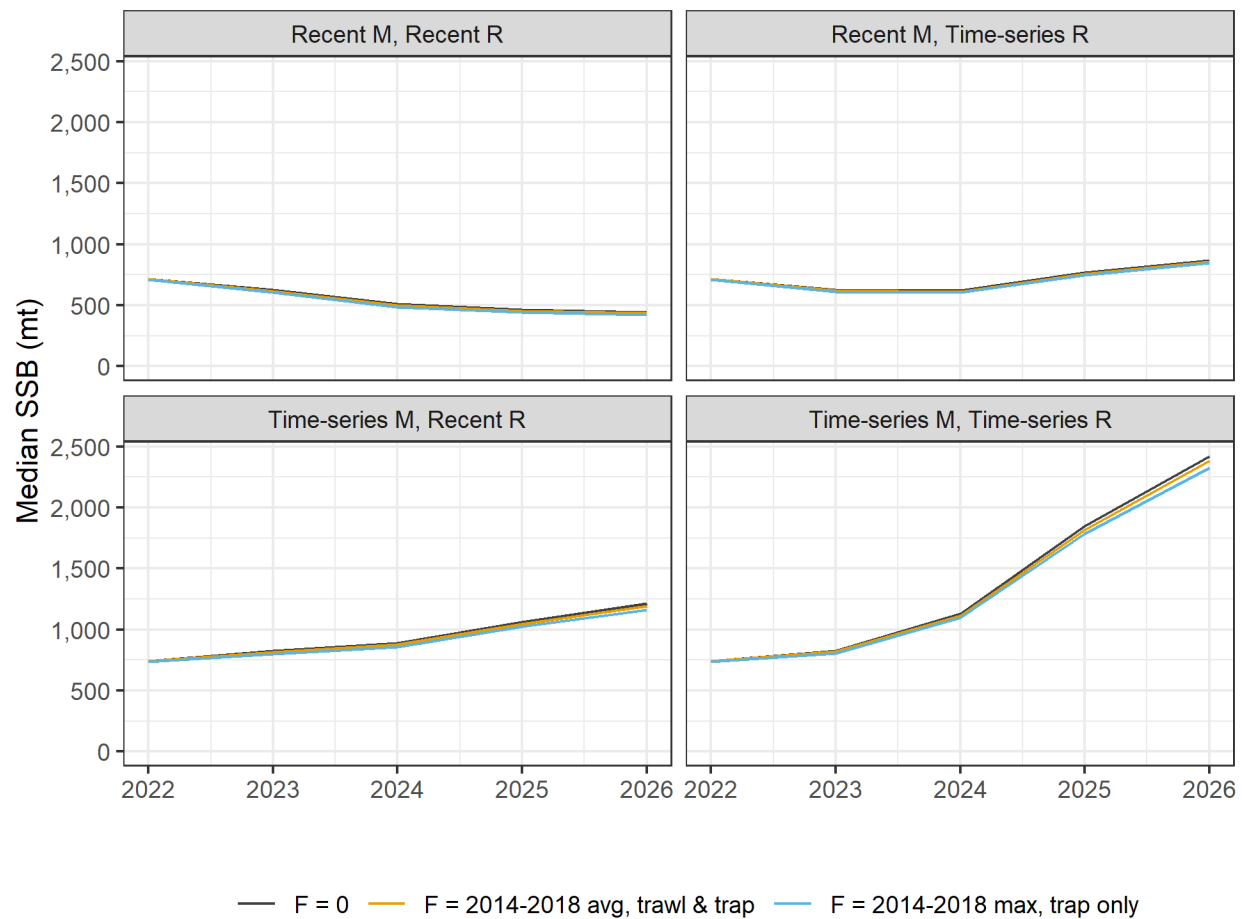 Recent M, Recent R
Recent M, Time-series R
2,500
2,000
1,500
1,000
500
0
Time-series M, Recent R
Time-series M, Time-series R
2,500
2,000
1,500
1,000
500
0
Median SSB (mt)
2022 2023 2024 2025 2026
2022 2023 2024 2025 2026
F = 0 F = 2014-2018 avg, trawl & trap F = 2014-2018 max, trap only